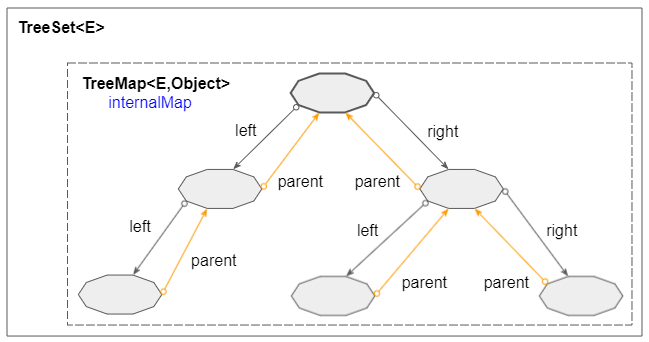 TreeSet<E>
TreeMap<E,Object>
internalMap
left
right
parent
parent
left
left
right
parent
parent
parent